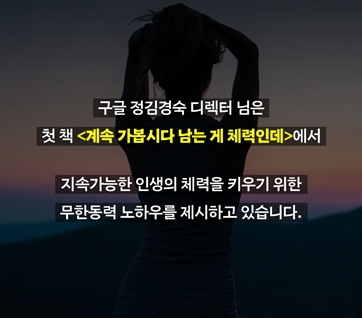 구글 정김경숙 디렉터 님은
첫 책 <계속 가봅시다 남는 게 체력인데>에서
지속가능한 인생의 체력을 키우기 위한
무한동력 노하우를 제시하고 있습니다.